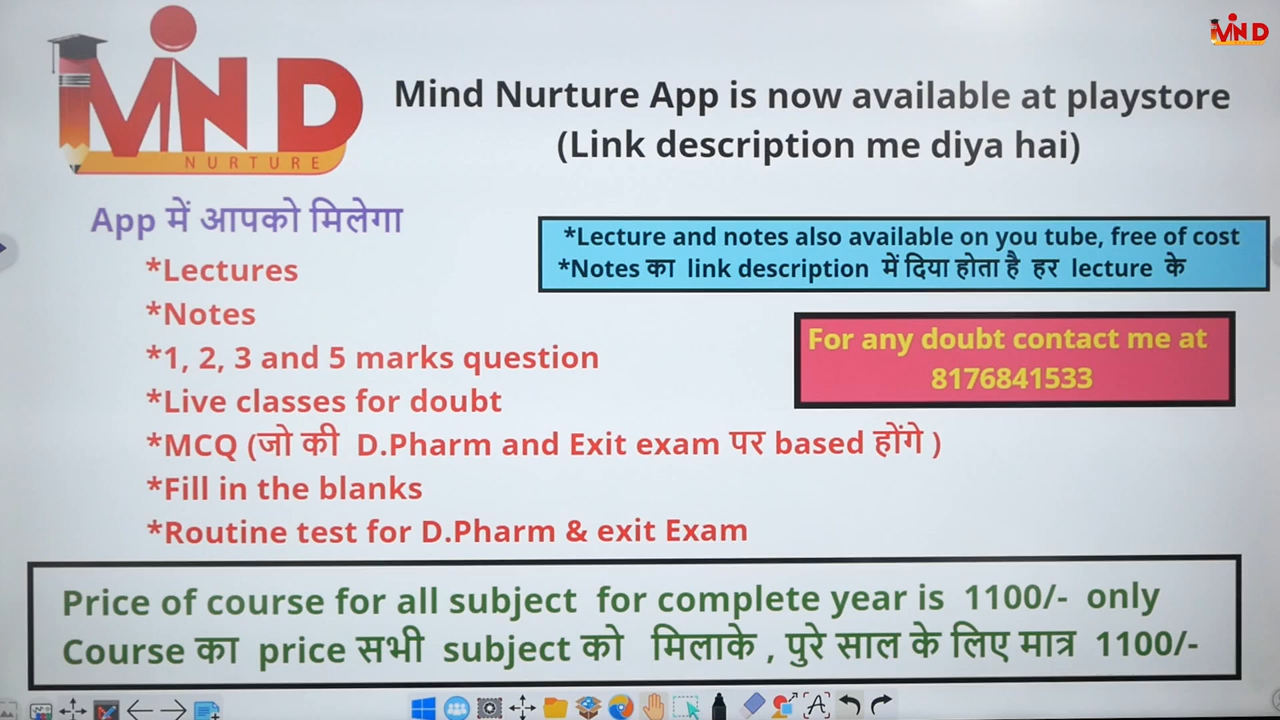 MIND
NURTURE
MIND
Mind Nurture App is now available at playstore
(Link description me diya hai)
App में आपको मिलेगा
*Lectures
*Notes
*1, 2, 3 and 5 marks question
*Live classes for doubt
*MCQ (जो की D.Pharm and Exit exam पर based होंगे )
*Fill in the blanks
*Routine test for D.Pharm & exit Exam
*Lecture and notes also available on you tube, free of cost
*Notes का link description में दिया होता है हर lecture के
For any doubt contact me at
8176841533
Price of course for all subject for complete year is 1100/- only
Course का price सभी subject को मिलाके , पुरे साल के लिए मात्र 1100/-